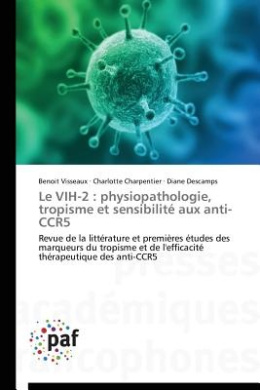 Benoit Visseaux · Charlotte Charpentier · Diane Descamps
Le VIH-2 : physiopathologie,
tropisme et sensibilité aux anti-
CCR5
Revue de la littérature et premières études des
marqueurs du tropisme et de l'efficacité
thérapeutique des anti-CCR5
presses
académiques
francophones
paf